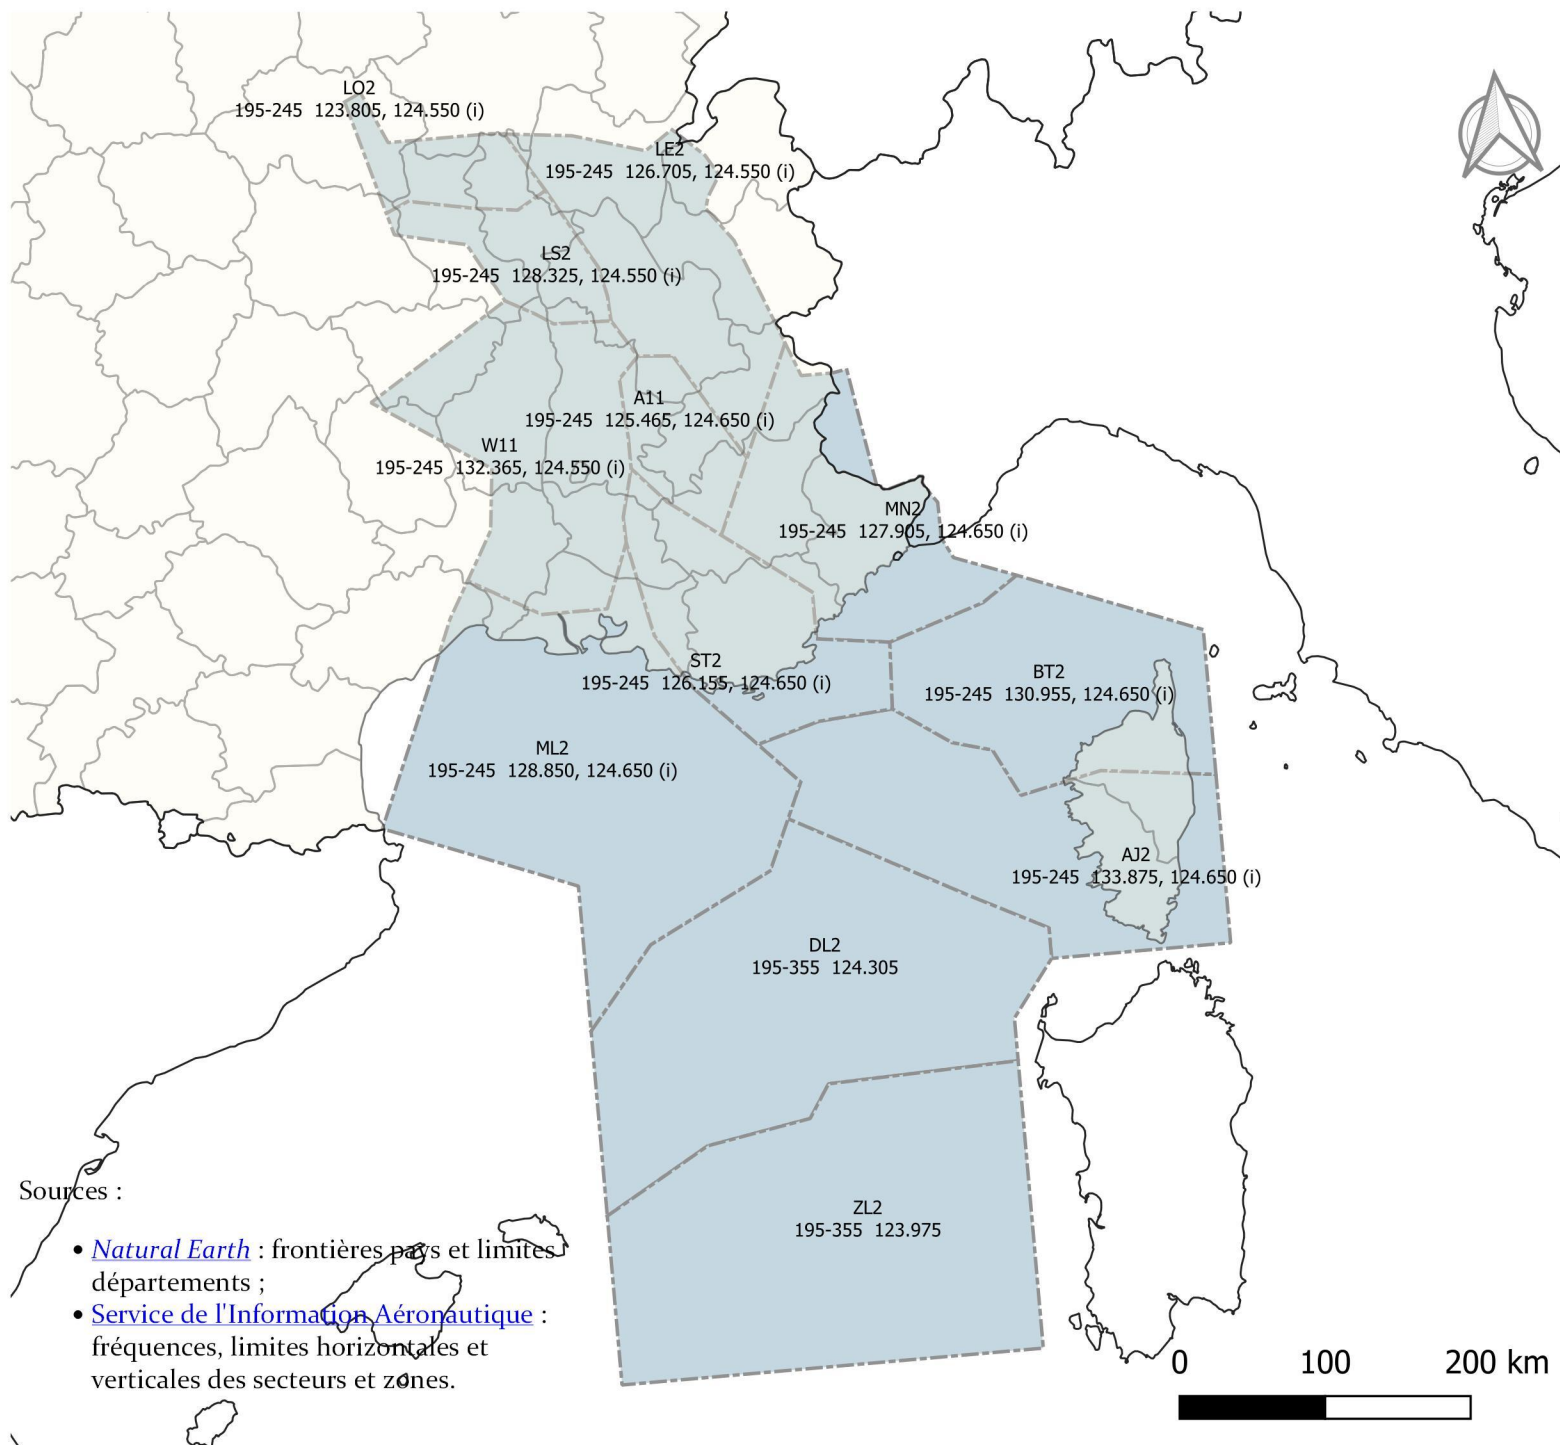 LO2
195-245 123.805, 124.550 (i)
LE2
195-245 126.705, 124.550 (i)
LS2
195-245 128.325, 124.550 (i)
A11
195-245 125.465, 124.650 (i)
W11
195-245 132.365, 124.550 (i)
MN2
195-245 127.905, 124.650 (i)
ST2
195-245 126.155, 124.650 (i)
BT2
195-245 130.955, 124.650 (i)
ML2
195-245 128.850, 124.650 (i)
AJ2
195-245 133.875, 124.650 (i)
DL2
195-355 124.305
ZL2
195-355 123.975
Sources :
• Natural Earth : frontières pays et limites
départements ;
• Service de l'Information Aéronautique :
fréquences, limites horizontales et
verticales des secteurs et zones.
0 100 200 km